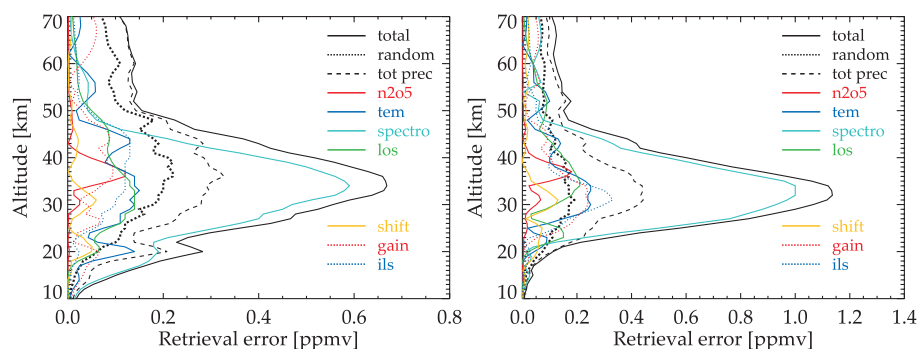 70
60
50
40
30
20
10
Altitude [km]
total
random
tot prec
n2o5
tem
spectro
los
shift
gain
ils
0.0 0.2 0.4 0.6 0.8
Retrieval error [ppmv]
70
60
50
40
30
20
10
Altitude [km]
total
random
tot prec
n2o5
tem
spectro
los
shift
gain
ils
0.0 0.2 0.4 0.6 0.8 1.0 1.2 1.4
Retrieval error [ppmv]